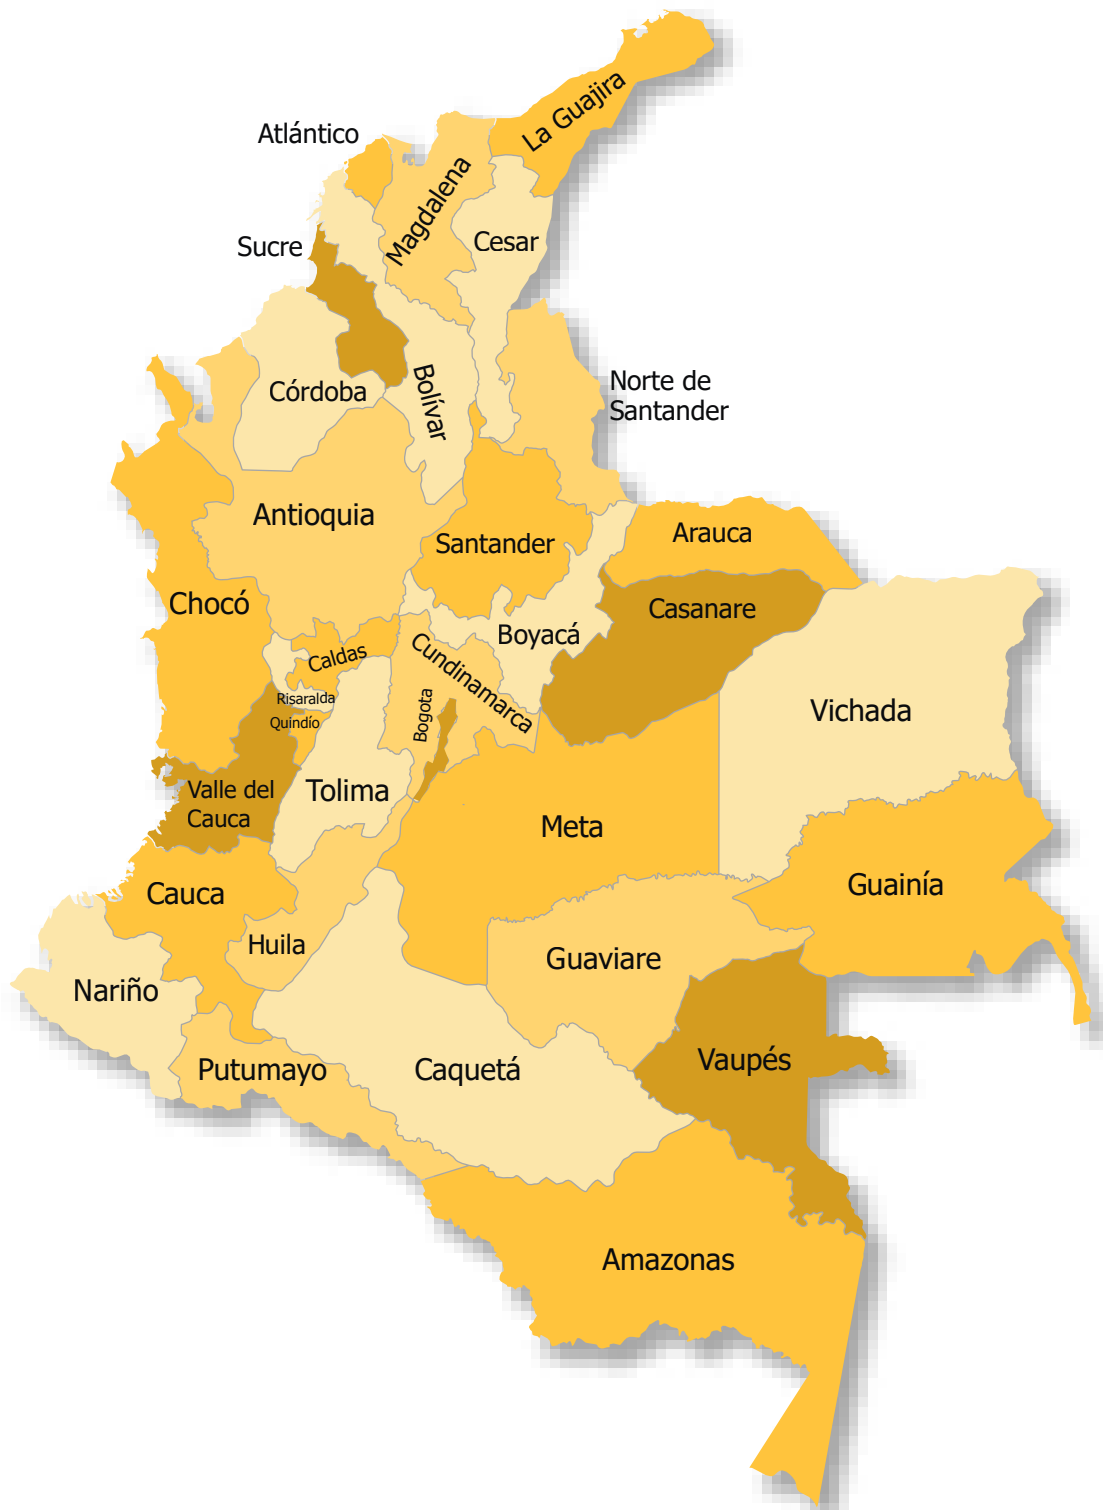 La Guajira
Atlántico
Magdalena
Sucre
Cesar
Norte de
Santander
Córdoba
Bolívar
Antioquia
Santander
Arauca
Chocó
Casanare
Boyacá
Caldas
Cundinamarca
Risaralda
Quindío
Bogota
Vichada
Tolima
Valle del
Cauca
Meta
Guainía
Cauca
Huila
Guaviare
Nariño
Putumayo
Caquetá
Vaupés
Amazonas